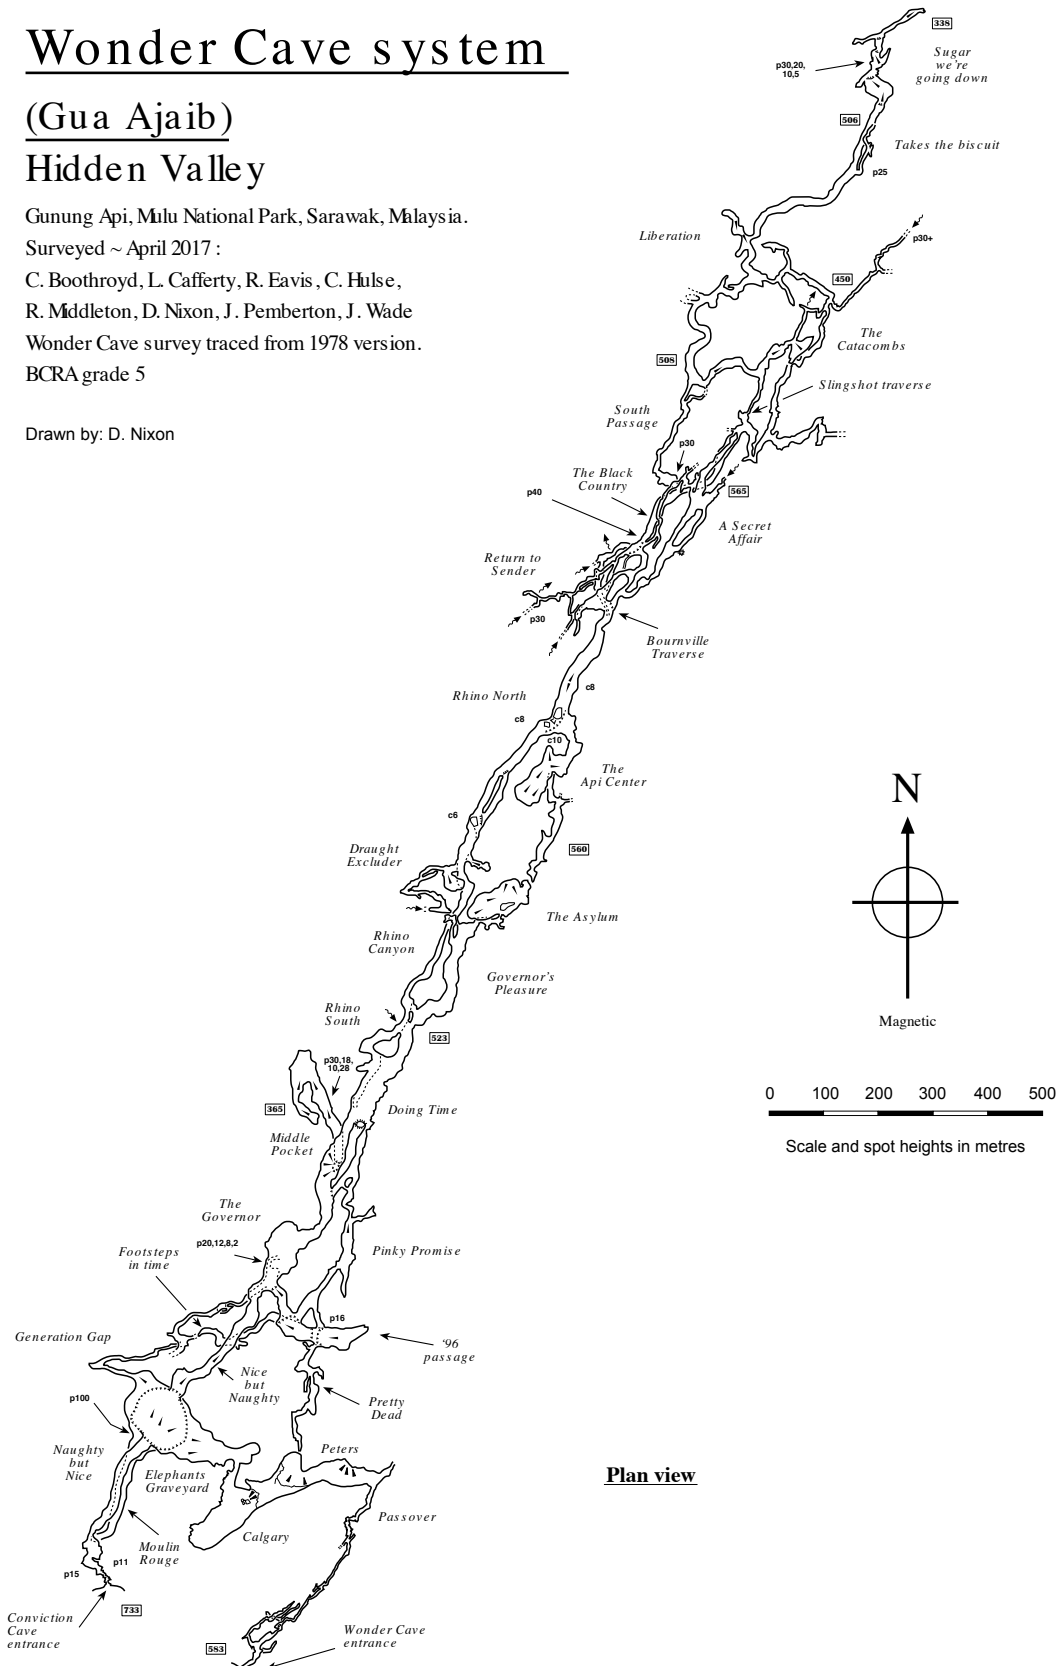 Wonder Cave system
(Gua Ajaib)
Hidden Valley
Gunung Api, Mulu National Park, Sarawak, Malaysia.
Surveyed ~ April 2017 :
C. Boothroyd, L. Cafferty, R. Eavis, C. Hulse,
R. Middleton, D. Nixon, J. Pemberton, J. Wade
Wonder Cave survey traced from 1978 version.
BCRA grade 5
Drawn by: D. Nixon
338
Sugar
we're
going down
p30,20,
10,5
506
Takes the biscuit
p25
Liberation
p30+
450
The
Catacombs
508
Slingshot traverse
South
Passage
p30
The Black
Country
p40
565
A Secret
Affair
Return to
Sender
p30
Bournville
Traverse
c8
Rhino North
c8
c10
The
Api Center
c6
Draught
Excluder
560
The Asylum
Rhino
Canyon
Governor's
Pleasure
Rhino
South
523
p30,18,
10,28
365
Doing Time
Middle
Pocket
The
Governor
p20,12,8,2
Footsteps
in time
Pinky Promise
p16
Generation Gap
'96
passage
Nice
but
Naughty
p100
Pretty
Dead
Naughty
but
Nice
Elephants
Graveyard
Peters
Passover
Calgary
Moulin
Rouge
p11
p15
733
Conviction
Cave
entrance
583
Wonder Cave
entrance
N
Magnetic
0 100 200 300 400 500
Scale and spot heights in metres
Plan view